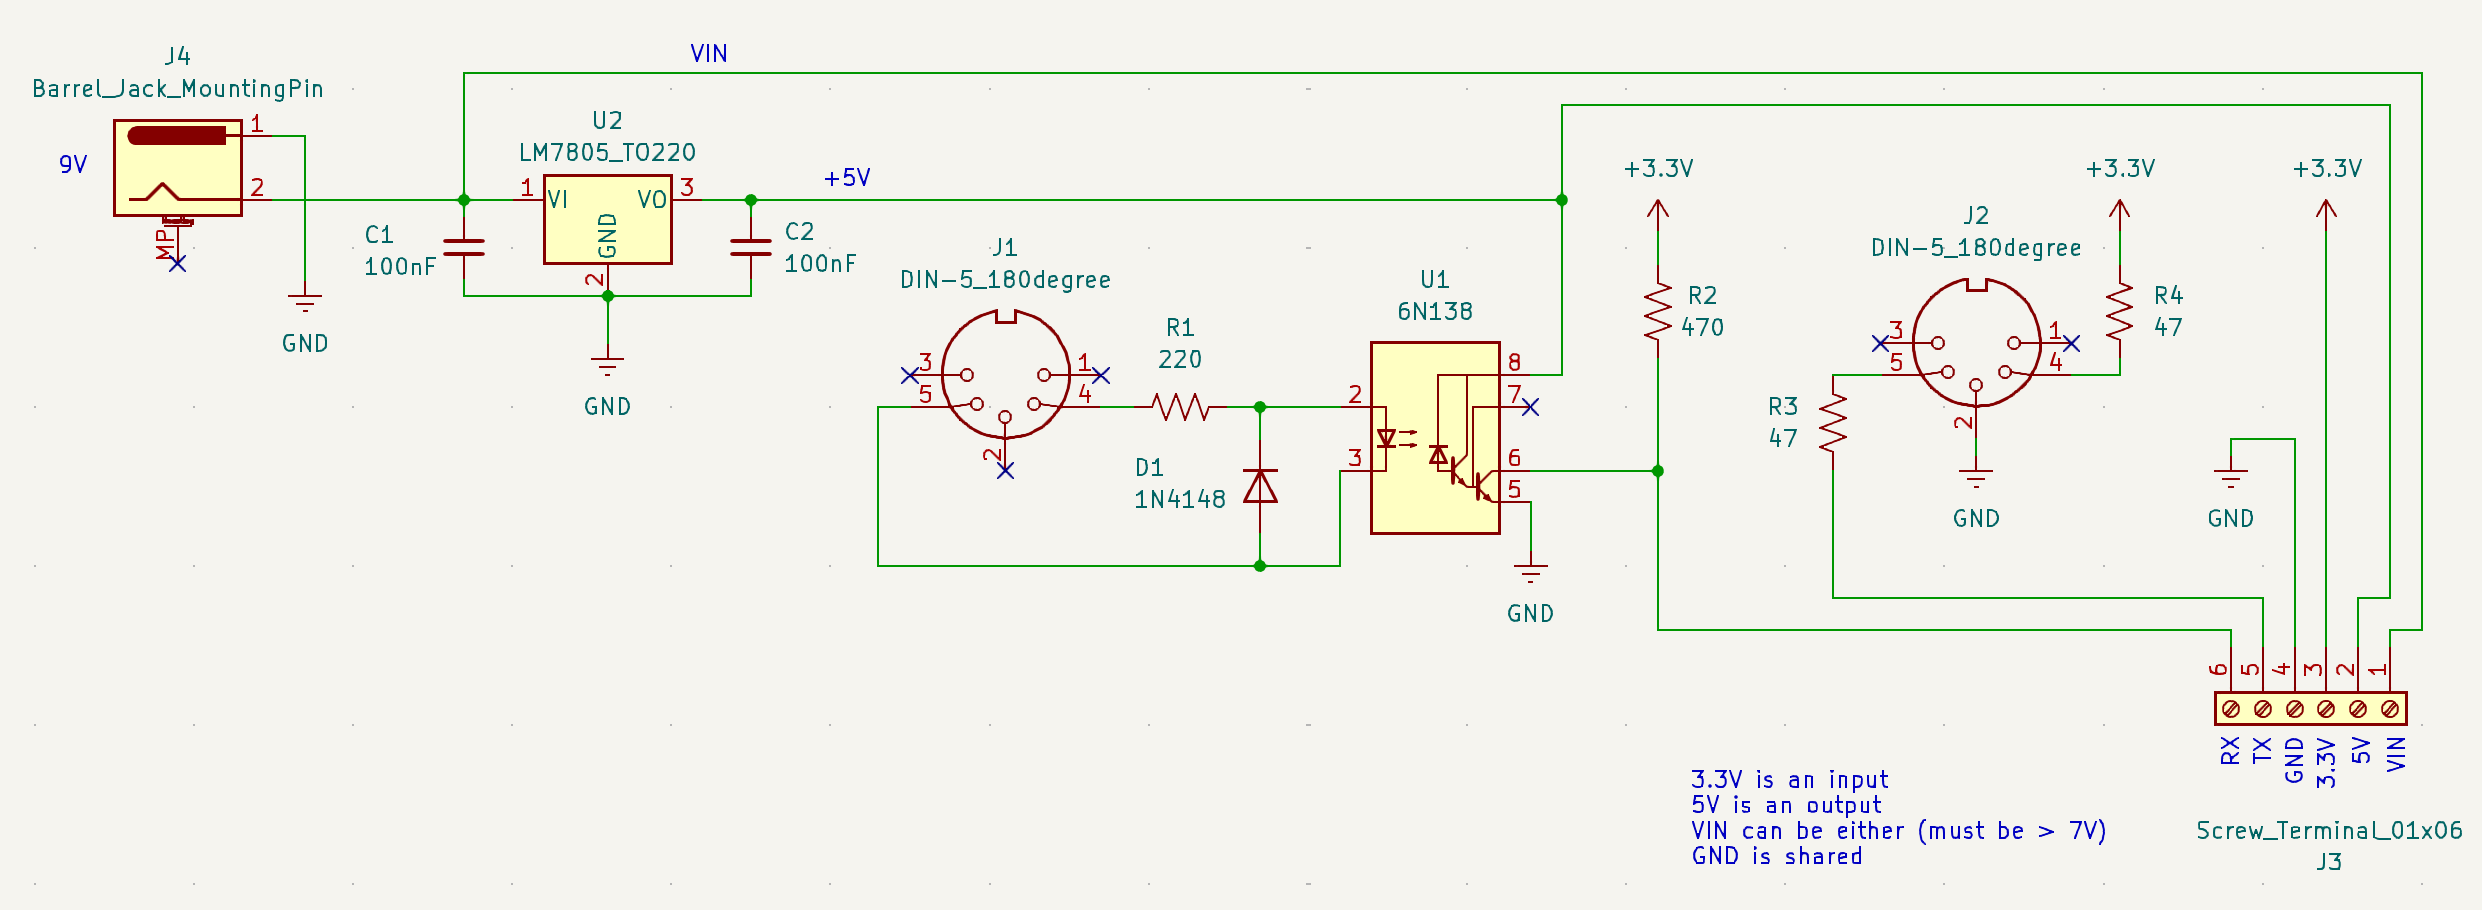 J4
Barrel_Jack_MountingPin
9V
1
2
MP
GND
VIN
C1
100nF
U2
LM7805_TO220
1
VI
VO
3
GND
2
GND
+5V
C2
100nF
J1
DIN-5_180degree
3
1
5
4
2
R1
220
D1
1N4148
U1
6N138
2
3
8
7
6
5
GND
+3.3V
R2
470
J2
DIN-5_180degree
3
1
5
4
2
GND
R3
47
+3.3V
R4
47
+3.3V
GND
6
5
4
3
2
1
RX
TX
GND
3.3V
5V
VIN
Screw_Terminal_01x06
J3
3.3V is an input
5V is an output
VIN can be either (must be > 7V)
GND is shared